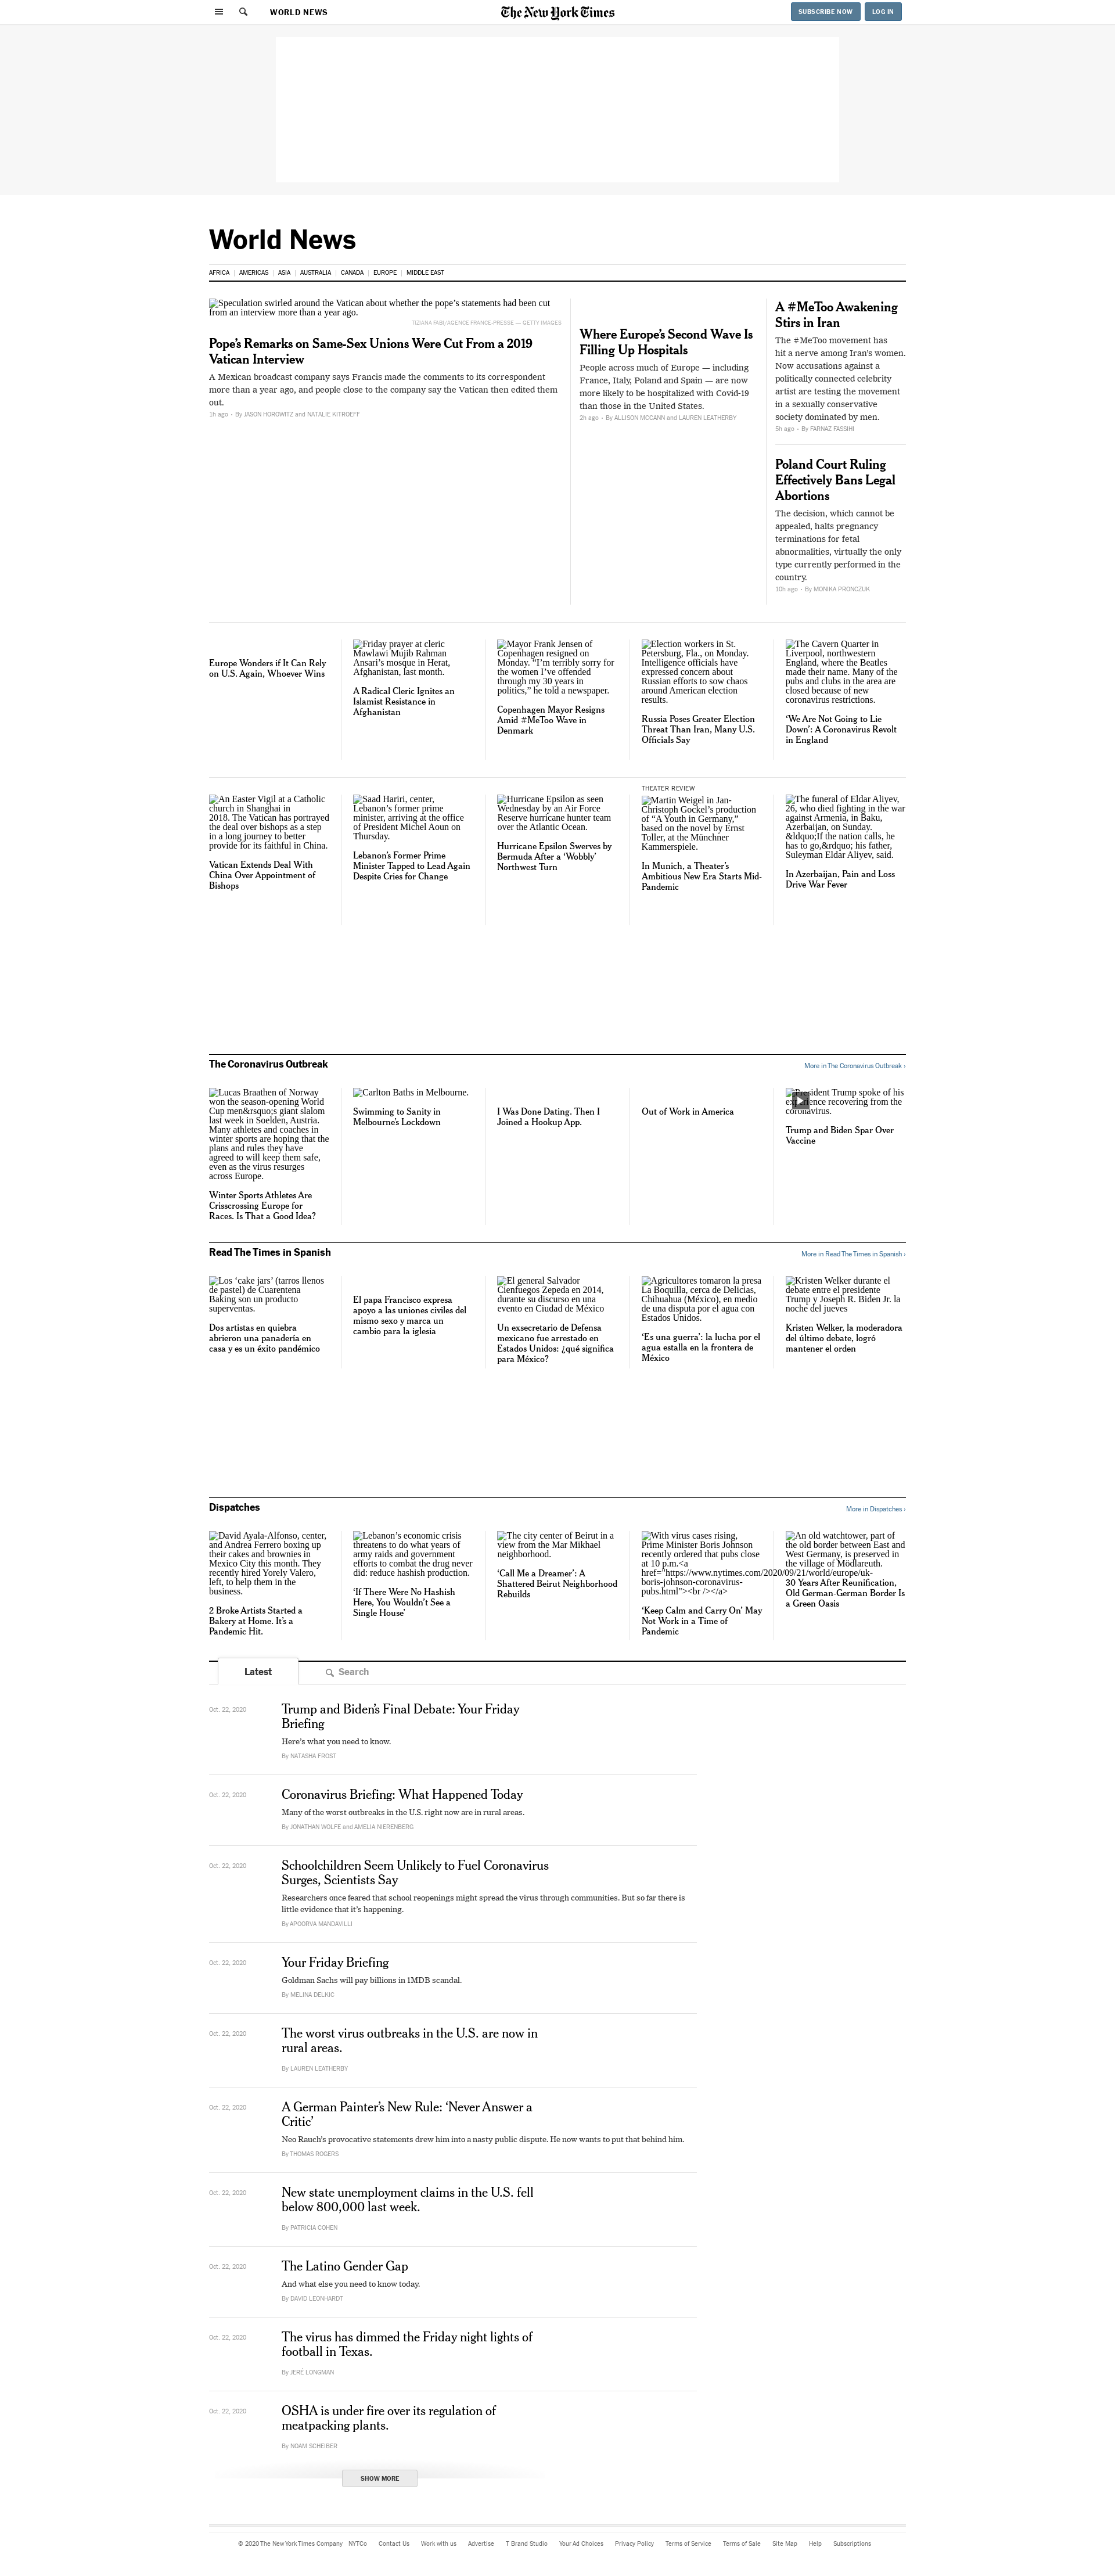 WORLD NEWS
The New York Times
SUBSCRIBE NOW
LOG IN
World News
AFRICA
AMERICAS
ASIA
AUSTRALIA
CANADA
EUROPE
MIDDLE EAST
Speculation swirled around the Vatican about whether the pope's statements had been cut
from an interview more than a year ago.
TIZIANA FABI/AGENCE FRANCE-PRESSE — GETTY IMAGES
Pope's Remarks on Same-Sex Unions Were Cut From a 2019
Vatican Interview
A Mexican broadcast company says Francis made the comments to its correspondent
more than a year ago, and people close to the company say the Vatican then edited them
out.
1h ago - By JASON HOROWITZ and NATALIE KITROEFF
Where Europe's Second Wave Is
Filling Up Hospitals
People across much of Europe — including
France, Italy, Poland and Spain — are now
more likely to be hospitalized with Covid-19
than those in the United States.
2h ago - By ALLISON MCCANN and LAUREN LEATHERBY
A #MeToo Awakening
Stirs in Iran
The #MeToo movement has
hit a nerve among Iran's women.
Now accusations against a
politically connected celebrity
artist are testing the movement
in a sexually conservative
society dominated by men.
5h ago - By FARNAZ FASSIHI
Poland Court Ruling
Effectively Bans Legal
Abortions
The decision, which cannot be
appealed, halts pregnancy
terminations for fetal
abnormalities, virtually the only
type currently performed in the
country.
10h ago - By MONIKA PRONCZUK
Europe Wonders if It Can Rely
on U.S. Again, Whoever Wins
Friday prayer at cleric
Mawlawi Mujib Rahman
Ansari's mosque in Herat,
Afghanistan, last month.
A Radical Cleric Ignites an
Islamist Resistance in
Afghanistan
Mayor Frank Jensen of
Copenhagen resigned on
Monday. "I'm terribly sorry for
the women I've offended
through my 30 years in
politics," he told a newspaper.
Copenhagen Mayor Resigns
Amid #MeToo Wave in
Denmark
Election workers in St.
Petersburg, Fla., on Monday.
Intelligence officials have
expressed concern about
Russian efforts to sow chaos
around American election
results.
Russia Poses Greater Election
Threat Than Iran, Many U.S.
Officials Say
The Cavern Quarter in
Liverpool, northwestern
England, where the Beatles
made their name. Many of the
pubs and clubs in the area are
closed because of new
coronavirus restrictions.
'We Are Not Going to Lie
Down': A Coronavirus Revolt
in England
An Easter Vigil at a Catholic
church in Shanghai in
2018. The Vatican has portrayed
the deal over bishops as a step
in a long journey to better
provide for its faithful in China.
Vatican Extends Deal With
China Over Appointment of
Bishops
Saad Hariri, center,
Lebanon's former prime
minister, arriving at the office
of President Michel Aoun on
Thursday.
Lebanon's Former Prime
Minister Tapped to Lead Again
Despite Cries for Change
Hurricane Epsilon as seen
Wednesday by an Air Force
Reserve hurricane hunter team
over the Atlantic Ocean.
Hurricane Epsilon Swerves by
Bermuda After a 'Wobbly'
Northwest Turn
THEATER REVIEW
Martin Weigel in Jan-
Christoph Gockel's production
of "A Youth in Germany,"
based on the novel by Ernst
Toller, at the Münchner
Kammerspiele.
In Munich, a Theater's
Ambitious New Era Starts Mid-
Pandemic
The funeral of Eldar Aliyev,
26, who died fighting in the war
against Armenia, in Baku,
Azerbaijan, on Sunday.
&ldquo;If the nation calls, he
has to go,&rdquo; his father,
Suleyman Eldar Aliyev, said.
In Azerbaijan, Pain and Loss
Drive War Fever
The Coronavirus Outbreak
More in The Coronavirus Outbreak ›
Lucas Braathen of Norway
won the season-opening World
Cup men&rsquo;s giant slalom
last week in Soelden, Austria.
Many athletes and coaches in
winter sports are hoping that the
plans and rules they have
agreed to will keep them safe,
even as the virus resurges
across Europe.
Winter Sports Athletes Are
Crisscrossing Europe for
Races. Is That a Good Idea?
Carlton Baths in Melbourne.
Swimming to Sanity in
Melbourne's Lockdown
I Was Done Dating. Then I
Joined a Hookup App.
Out of Work in America
President Trump spoke of his
experience recovering from the
coronavirus.
Trump and Biden Spar Over
Vaccine
Read The Times in Spanish
More in Read The Times in Spanish ›
Los 'cake jars' (tarros llenos
de pastel) de Cuarentena
Baking son un producto
superventas.
Dos artistas en quiebra
abrieron una panadería en
casa y es un éxito pandémico
El papa Francisco expresa
apoyo a las uniones civiles del
mismo sexo y marca un
cambio para la iglesia
El general Salvador
Cienfuegos Zepeda en 2014,
durante su discurso en una
evento en Ciudad de México
Un exsecretario de Defensa
mexicano fue arrestado en
Estados Unidos: ¿qué significa
para México?
Agricultores tomaron la presa
La Boquilla, cerca de Delicias,
Chihuahua (México), en medio
de una disputa por el agua con
Estados Unidos.
'Es una guerra': la lucha por el
agua estalla en la frontera de
México
Kristen Welker durante el
debate entre el presidente
Trump y Joseph R. Biden Jr. la
noche del jueves
Kristen Welker, la moderadora
del último debate, logró
mantener el orden
Dispatches
More in Dispatches ›
David Ayala-Alfonso, center,
and Andrea Ferrero boxing up
their cakes and brownies in
Mexico City this month. They
recently hired Yorely Valero,
left, to help them in the
business.
2 Broke Artists Started a
Bakery at Home. It's a
Pandemic Hit.
Lebanon's economic crisis
threatens to do what years of
army raids and government
efforts to combat the drug never
did: reduce hashish production.
'If There Were No Hashish
Here, You Wouldn't See a
Single House'
The city center of Beirut in a
view from the Mar Mikhael
neighborhood.
'Call Me a Dreamer': A
Shattered Beirut Neighborhood
Rebuilds
With virus cases rising,
Prime Minister Boris Johnson
recently ordered that pubs close
at 10 p.m.<a
href="https://www.nytimes.com/2020/09/21/world/europe/uk-
boris-johnson-coronavirus-
pubs.html"><br /></a>
'Keep Calm and Carry On' May
Not Work in a Time of
Pandemic
An old watchtower, part of
the old border between East and
West Germany, is preserved in
the village of Mödlareuth.
30 Years After Reunification,
Old German-German Border Is
a Green Oasis
Latest
Search
Oct. 22, 2020
Trump and Biden's Final Debate: Your Friday
Briefing
Here's what you need to know.
By NATASHA FROST
Oct. 22, 2020
Coronavirus Briefing: What Happened Today
Many of the worst outbreaks in the U.S. right now are in rural areas.
By JONATHAN WOLFE and AMELIA NIERENBERG
Oct. 22, 2020
Schoolchildren Seem Unlikely to Fuel Coronavirus
Surges, Scientists Say
Researchers once feared that school reopenings might spread the virus through communities. But so far there is
little evidence that it's happening.
By APOORVA MANDAVILLI
Oct. 22, 2020
Your Friday Briefing
Goldman Sachs will pay billions in 1MDB scandal.
By MELINA DELKIC
Oct. 22, 2020
The worst virus outbreaks in the U.S. are now in
rural areas.
By LAUREN LEATHERBY
Oct. 22, 2020
A German Painter's New Rule: 'Never Answer a
Critic'
Neo Rauch's provocative statements drew him into a nasty public dispute. He now wants to put that behind him.
By THOMAS ROGERS
Oct. 22, 2020
New state unemployment claims in the U.S. fell
below 800,000 last week.
By PATRICIA COHEN
Oct. 22, 2020
The Latino Gender Gap
And what else you need to know today.
By DAVID LEONHARDT
Oct. 22, 2020
The virus has dimmed the Friday night lights of
football in Texas.
By JERÉ LONGMAN
Oct. 22, 2020
OSHA is under fire over its regulation of
meatpacking plants.
By NOAM SCHEIBER
SHOW MORE
© 2020 The New York Times Company
NYTCo
Contact Us
Work with us
Advertise
T Brand Studio
Your Ad Choices
Privacy Policy
Terms of Service
Terms of Sale
Site Map
Help
Subscriptions